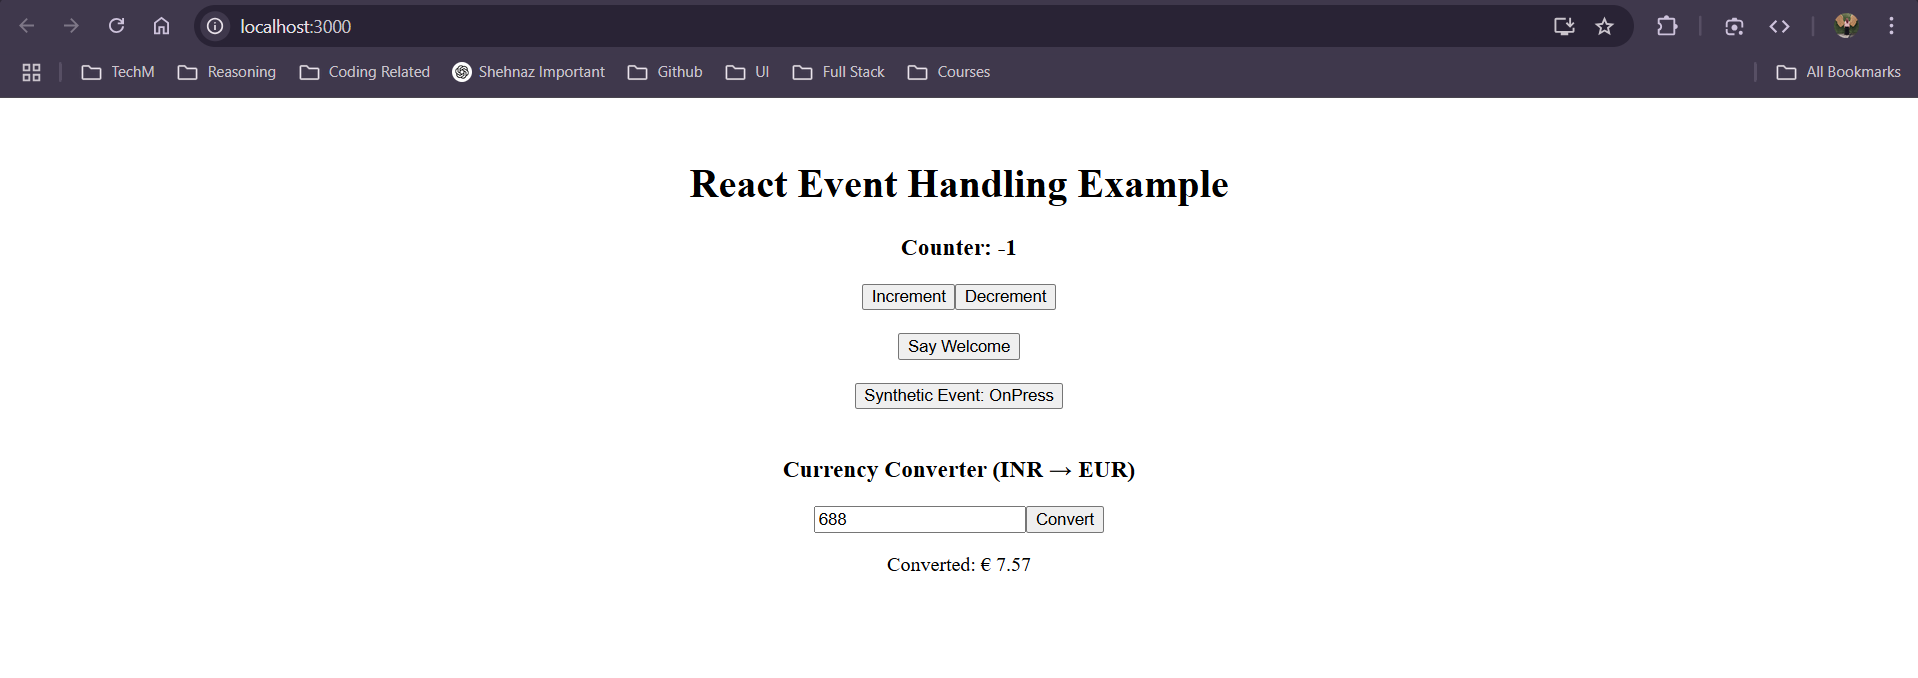 localhost:3000
TechM Reasoning Coding Related Shehnaz Important Github UI Full Stack Courses All Bookmarks
React Event Handling Example
Counter: -1
Increment Decrement
Say Welcome
Synthetic Event: OnPress
Currency Converter (INR → EUR)
688 Convert
Converted: € 7.57